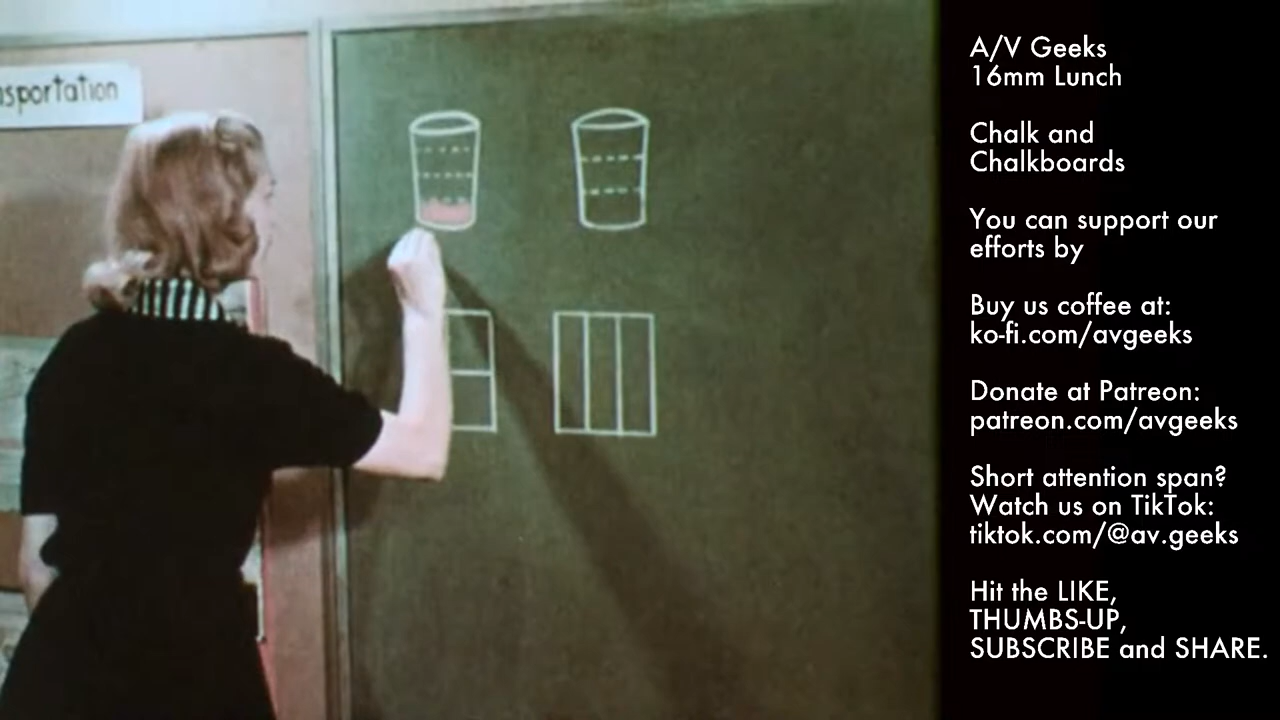 nsportation
A/V Geeks
16mm Lunch
Chalk and
Chalkboards
You can support our
efforts by
Buy us coffee at:
ko-fi.com/avgeeks
Donate at Patreon:
patreon.com/avgeeks
Short attention span?
Watch us on TikTok:
tiktok.com/@av.geeks
Hit the LIKE,
THUMBS-UP,
SUBSCRIBE and SHARE.